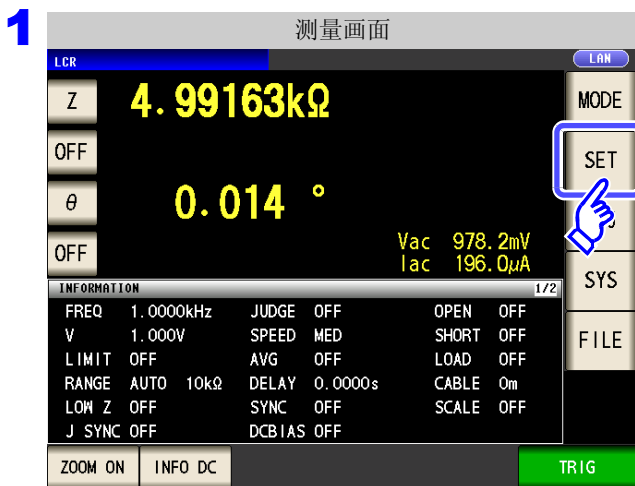 1
测量画面
LCR
LAN
Z 4.99163kΩ
MODE
OFF
SET
θ 0.014 °
OFF
Vac 978.2mV
Iac 196.0μA
SYS
INFORMATION 1/2
FREQ 1.0000kHz JUDGE OFF OPEN OFF
V 1.000V SPEED MED SHORT OFF
FILE
LIMIT OFF AVG OFF LOAD OFF
RANGE AUTO 10kΩ DELAY 0.0000s CABLE 0m
LOW Z OFF SYNC OFF SCALE OFF
J SYNC OFF DCBIAS OFF
ZOOM ON INFO DC TRIG